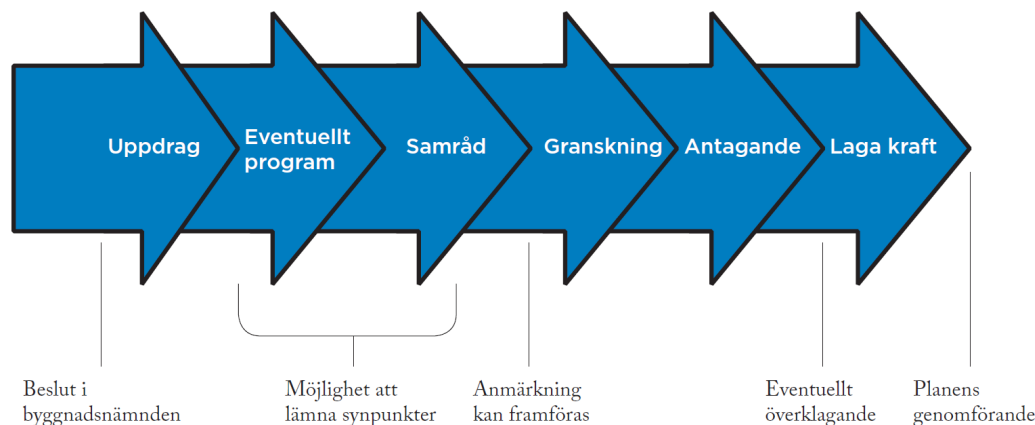 Uppdrag
Eventuellt
program
Samråd
Granskning
Antagande
Laga kraft
Beslut i
byggnadsnämnden
Möjlighet att
lämna synpunkter
Anmärkning
kan framföras
Eventuellt
överklagande
Planens
genomförande